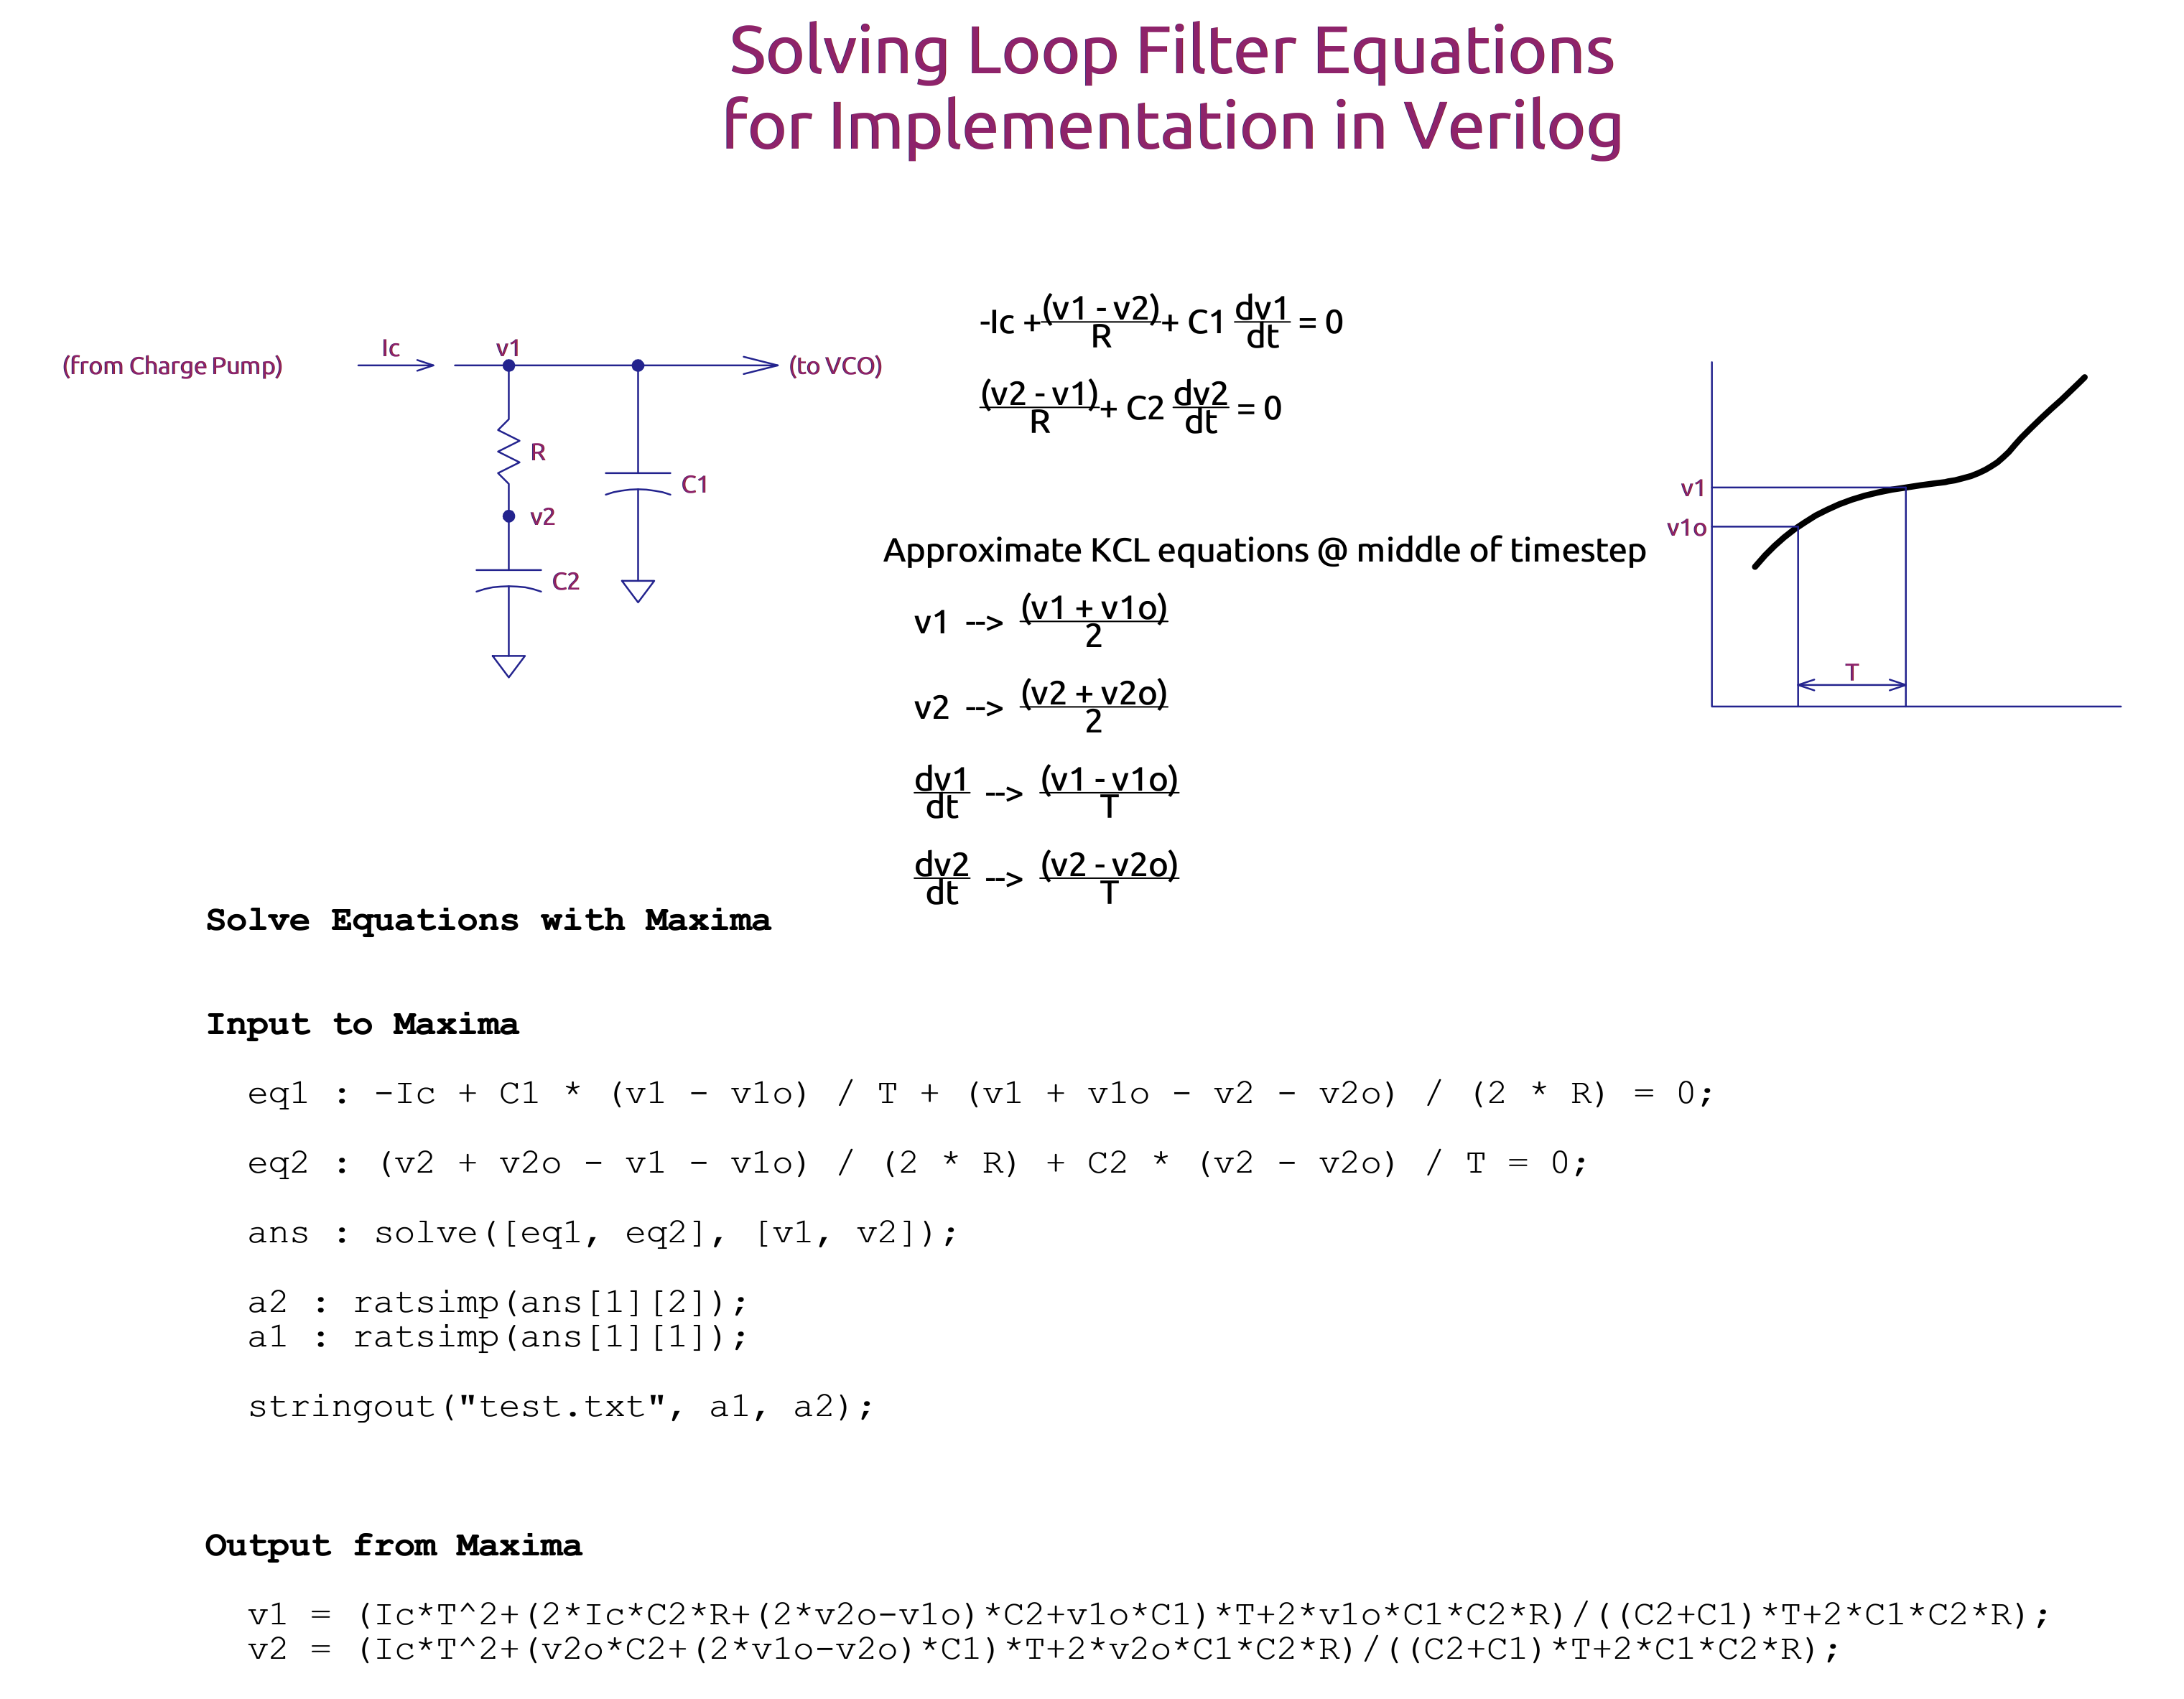 Solving Loop Filter Equations
for Implementation in Verilog
(from Charge Pump)
Ic
v1
(to VCO)
R
C1
v2
C2
-Ic + (v1 - v2)/R + C1 dv1/dt = 0
(v2 - v1)/R + C2 dv2/dt = 0
Approximate KCL equations @ middle of timestep
v1 --> (v1 + v1o)/2
v2 --> (v2 + v2o)/2
dv1/dt --> (v1 - v1o)/T
dv2/dt --> (v2 - v2o)/T
v1
v1o
T
Solve Equations with Maxima
Input to Maxima
eq1 : -Ic + C1 * (v1 - v1o) / T + (v1 + v1o - v2 - v2o) / (2 * R) = 0;
eq2 : (v2 + v2o - v1 - v1o) / (2 * R) + C2 * (v2 - v2o) / T = 0;
ans : solve([eq1, eq2], [v1, v2]);
a2 : ratsimp(ans[1][2]);
a1 : ratsimp(ans[1][1]);
stringout("test.txt", a1, a2);
Output from Maxima
v1 = (Ic*T^2+(2*Ic*C2*R+(2*v2o-v1o)*C2+v1o*C1)*T+2*v1o*C1*C2*R)/((C2+C1)*T+2*C1*C2*R);
v2 = (Ic*T^2+(v2o*C2+(2*v1o-v2o)*C1)*T+2*v2o*C1*C2*R)/((C2+C1)*T+2*C1*C2*R);